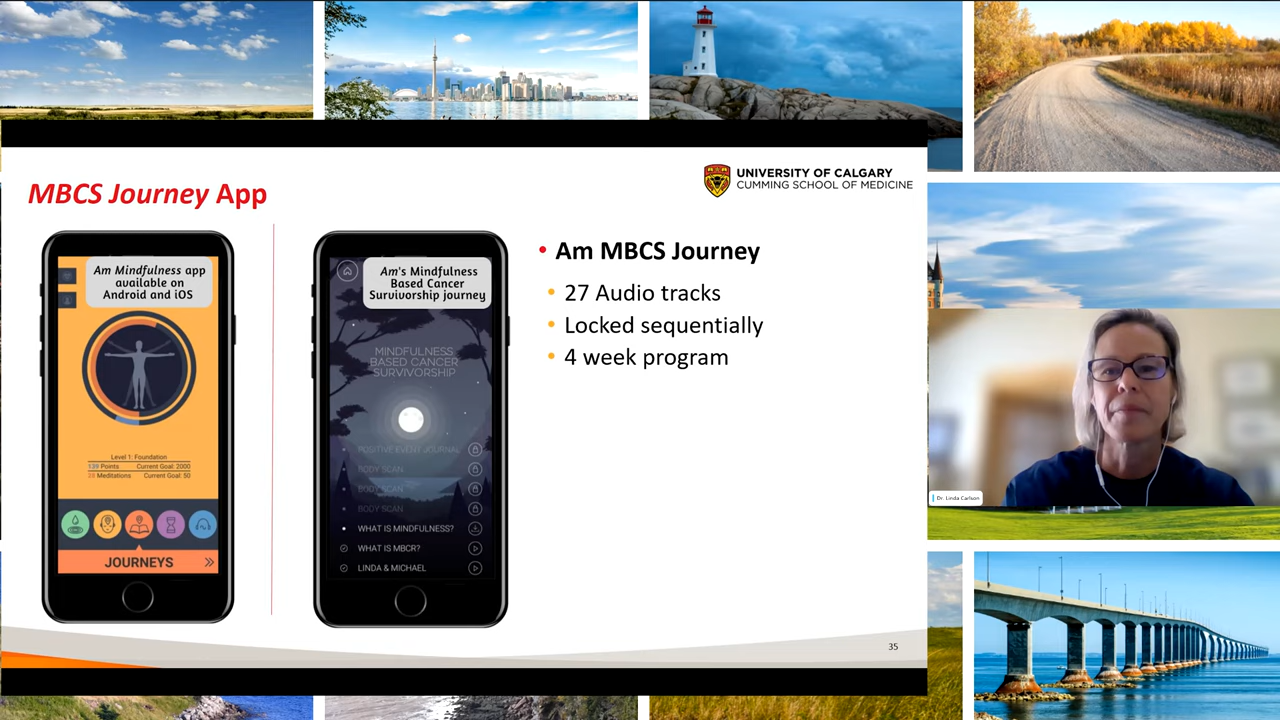 MBCS Journey App
UNIVERSITY OF CALGARY
CUMMING SCHOOL OF MEDICINE
Am Mindfulness app
available on
Android and iOS
Level 1: Foundation
139 Points Current Goal: 2000
28 Meditations Current Goal: 50
JOURNEYS
Am's Mindfulness
Based Cancer
Survivorship journey
MINDFULNESS
BASED CANCER
SURVIVORSHIP
POSITIVE EVENT JOURNAL
BODY SCAN
BODY SCAN
BODY SCAN
WHAT IS MINDFULNESS?
WHAT IS MBCR?
LINDA & MICHAEL
• Am MBCS Journey
• 27 Audio tracks
• Locked sequentially
• 4 week program
Dr. Linda Carlson
35